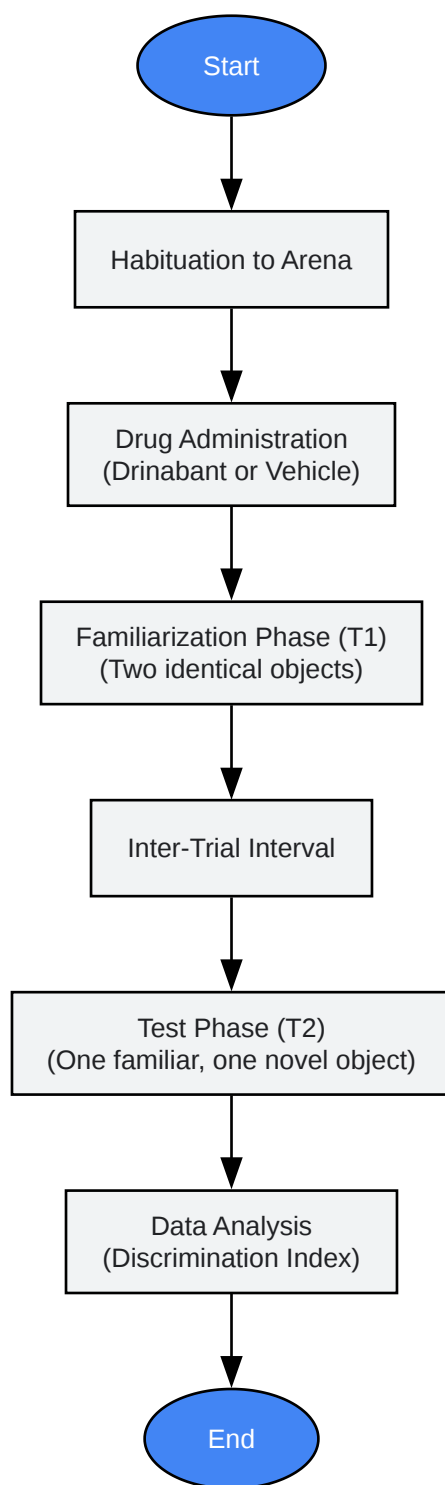 Start
Habituation to Arena
Drug Administration
(Drinabant or Vehicle)
Familiarization Phase (T1)
(Two identical objects)
Inter-Trial Interval
Test Phase (T2)
(One familiar, one novel object)
Data Analysis
(Discrimination Index)
End